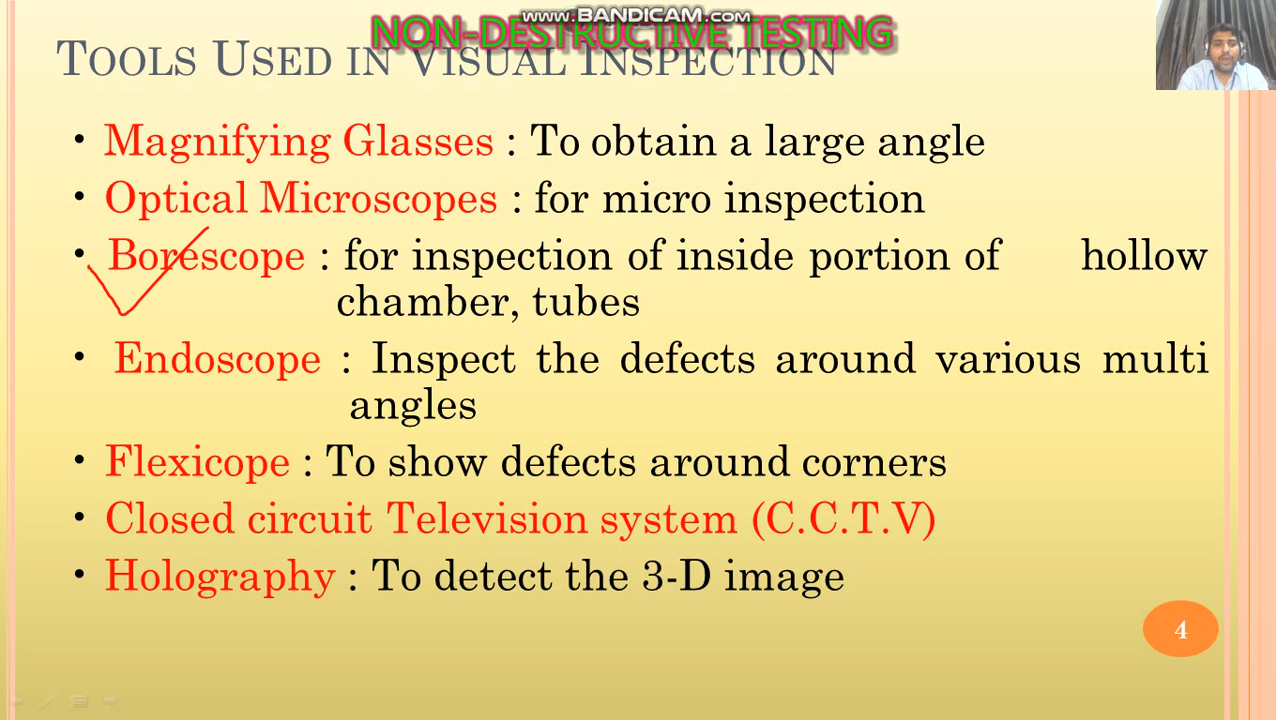 www.BANDICAM.com
NON-DESTRUCTIVE TESTING
TOOLS USED IN VISUAL INSPECTION
• Magnifying Glasses : To obtain a large angle
• Optical Microscopes : for micro inspection
• Borescope : for inspection of inside portion of hollow
chamber, tubes
• Endoscope : Inspect the defects around various multi
angles
• Flexicope : To show defects around corners
• Closed circuit Television system (C.C.T.V)
• Holography : To detect the 3-D image
4